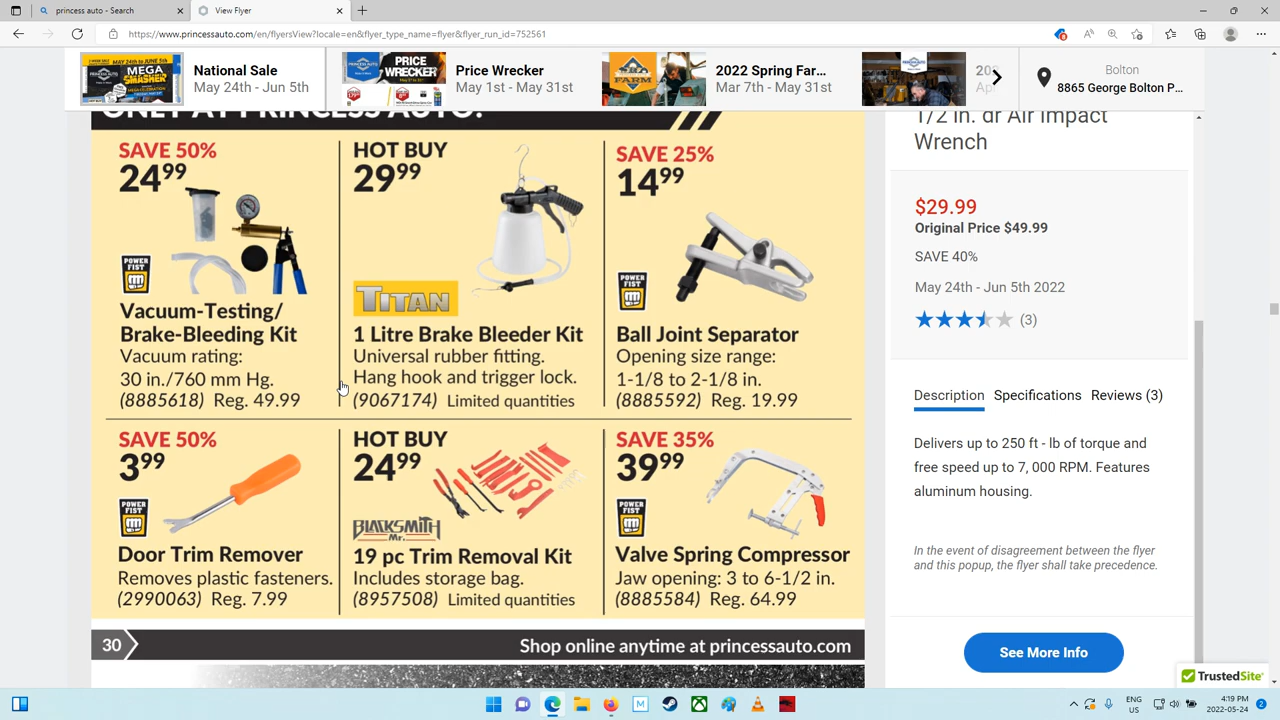 princess auto - Search
View Flyer
https://www.princessauto.com/en/flyersView?locale=en&flyer_type_name=flyer&flyer_run_id=752561
National Sale
May 24th - Jun 5th
Price Wrecker
May 1st - May 31st
2022 Spring Far...
Mar 7th - May 31st
Bolton
8865 George Bolton P...
ONLY AT PRINCESS AUTO!
SAVE 50%
24 99
POWER FIST
Vacuum-Testing/
Brake-Bleeding Kit
Vacuum rating:
30 in./760 mm Hg.
(8885618) Reg. 49.99
HOT BUY
29 99
TITAN
1 Litre Brake Bleeder Kit
Universal rubber fitting.
Hang hook and trigger lock.
(9067174) Limited quantities
SAVE 25%
14 99
POWER FIST
Ball Joint Separator
Opening size range:
1-1/8 to 2-1/8 in.
(8885592) Reg. 19.99
SAVE 50%
3 99
POWER FIST
Door Trim Remover
Removes plastic fasteners.
(2990063) Reg. 7.99
HOT BUY
24 99
BLACKSMITH
Mr.
19 pc Trim Removal Kit
Includes storage bag.
(8957508) Limited quantities
SAVE 35%
39 99
POWER FIST
Valve Spring Compressor
Jaw opening: 3 to 6-1/2 in.
(8885584) Reg. 64.99
30
Shop online anytime at princessauto.com
1/2 in. dr Air Impact
Wrench
$29.99
Original Price $49.99
SAVE 40%
May 24th - Jun 5th 2022
(3)
Description Specifications Reviews (3)
Delivers up to 250 ft - lb of torque and
free speed up to 7, 000 RPM. Features
aluminum housing.
In the event of disagreement between the flyer
and this popup, the flyer shall take precedence.
See More Info
TrustedSite
ENG
US
4:19 PM
2022-05-24